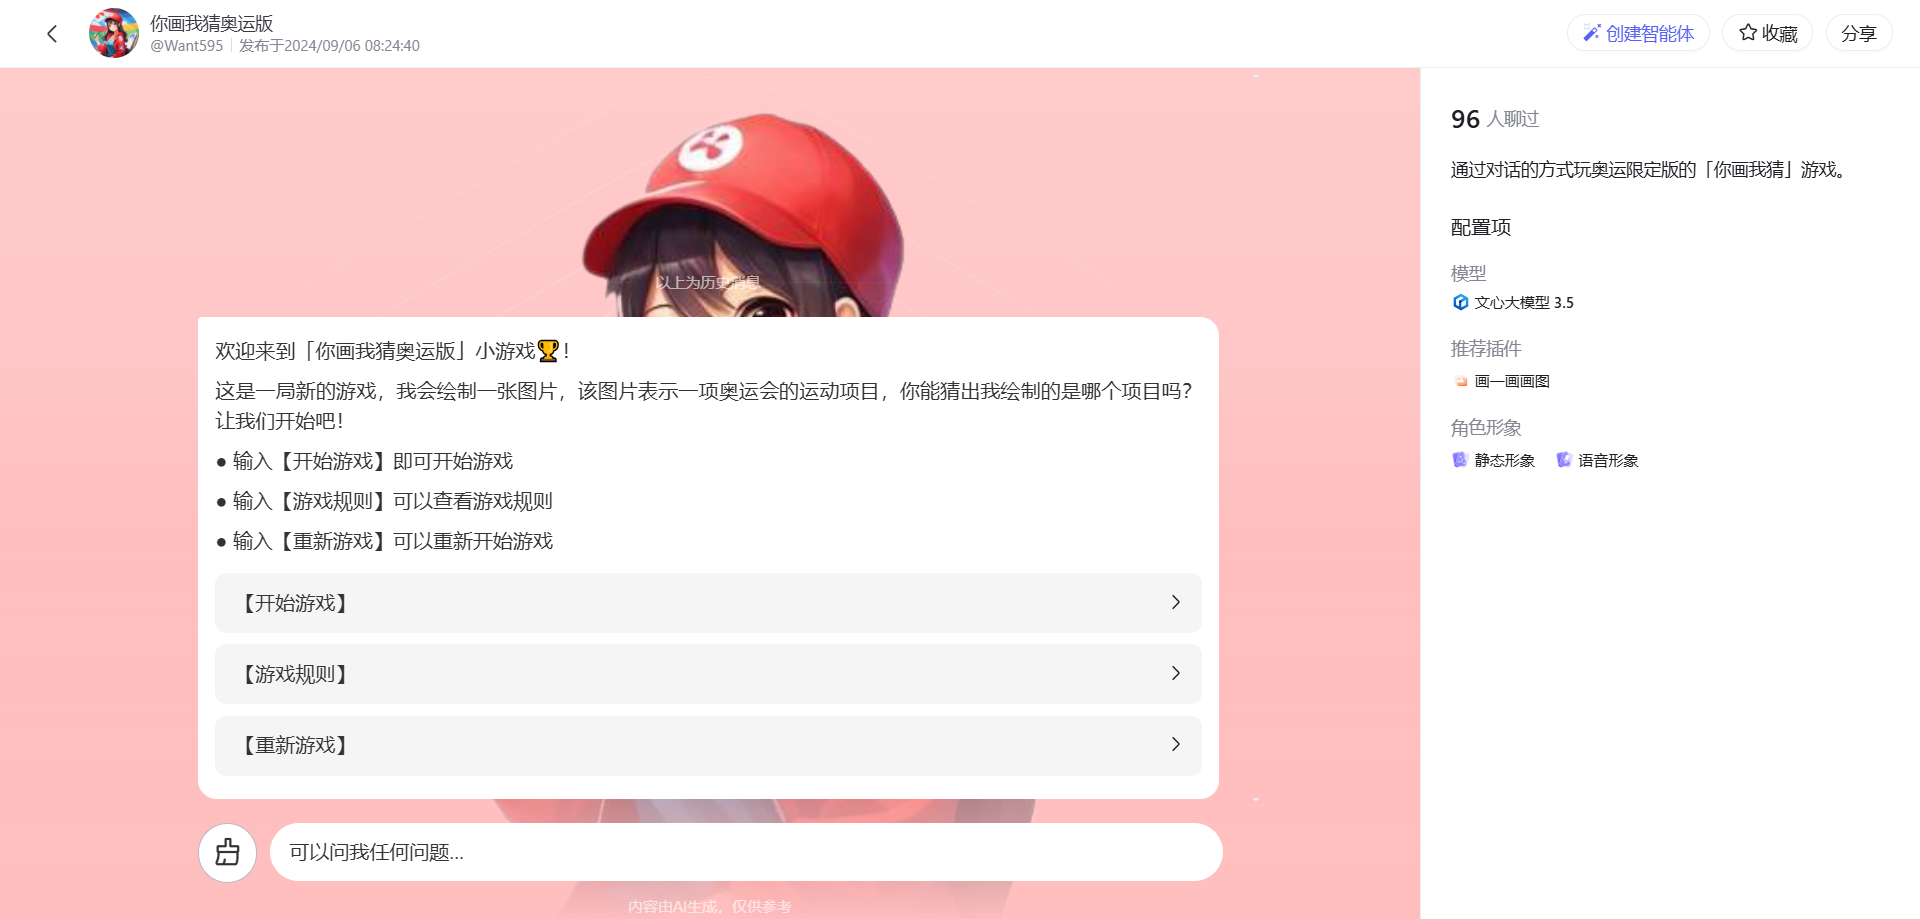 你画我猜奥运版
@Want595 发布于2024/09/06 08:24:40
创建智能体
收藏
分享
以上为历史消息
欢迎来到「你画我猜奥运版」小游戏🏆！
这是一局新的游戏，我会绘制一张图片，该图片表示一项奥运会的运动项目，你能猜出我绘制的是哪个项目吗？
让我们开始吧！
● 输入【开始游戏】即可开始游戏
● 输入【游戏规则】可以查看游戏规则
● 输入【重新游戏】可以重新开始游戏
【开始游戏】
【游戏规则】
【重新游戏】
可以问我任何问题...
内容由AI生成，仅供参考
96 人聊过
通过对话的方式玩奥运限定版的「你画我猜」游戏。
配置项
模型
文心大模型 3.5
推荐插件
画一画画图
角色形象
静态形象 语音形象